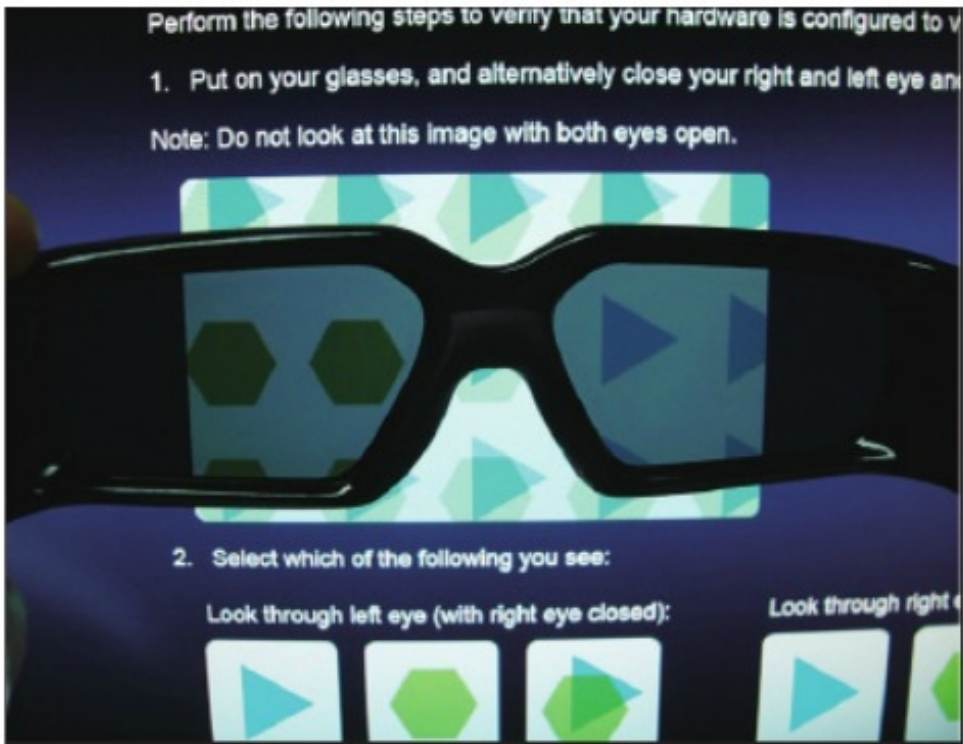 Perform the following steps to verify that your hardware is configured to
1. Put on your glasses, and alternatively close your right and left eye and
Note: Do not look at this image with both eyes open.
2. Select which of the following you see:
Look through left eye (with right eye closed):
Look through right